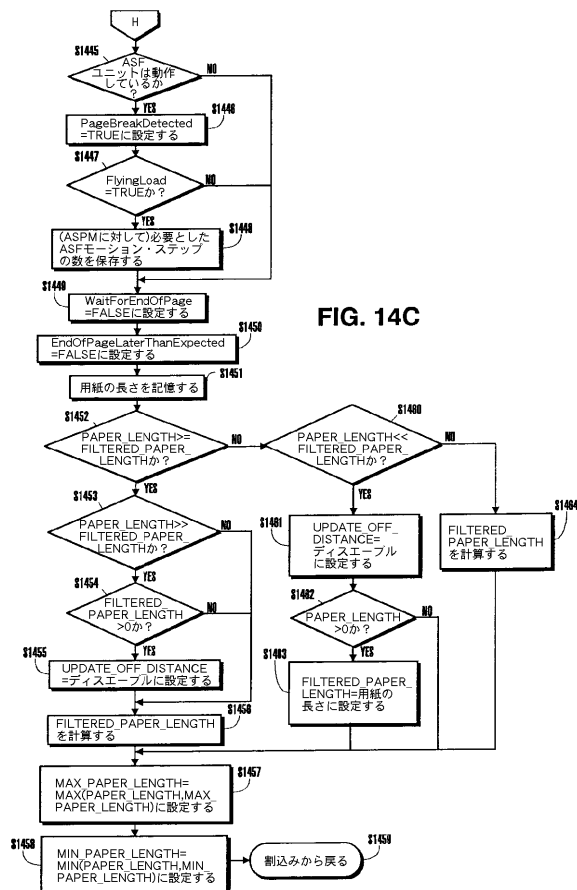 H
S1445
ASF
ユニットは動作
しているか
?
NO
YES
S1446
PageBreakDetected
=TRUEに設定する
S1447
FlyingLoad
=TRUEか?
NO
YES
S1448
(ASPMに対して)必要とした
ASFモーション・ステップ
の数を保存する
S1449
WaitForEndOfPage
=FALSEに設定する
FIG. 14C
S1450
EndOfPageLaterThanExpected
=FALSEに設定する
S1451
用紙の長さを記憶する
S1452
PAPER_LENGTH>=
FILTERED_PAPER_
LENGTHか?
NO
YES
S1460
PAPER_LENGTH<<
FILTERED_PAPER_
LENGTHか?
NO
YES
S1453
PAPER_LENGTH>>
FILTERED_PAPER_
LENGTHか?
NO
YES
S1461
UPDATE_OFF_
DISTANCE=
ディスエーブル
に設定する
S1464
FILTERED_
PAPER_LENGTH
を計算する
S1454
FILTERED_
PAPER_LENGTH
>0か?
NO
YES
S1462
PAPER_LENGTH
>0か?
NO
YES
S1455
UPDATE_OFF_DISTANCE
=ディスエーブルに設定する
S1463
FILTERED_PAPER_
LENGTH=用紙の
長さに設定する
S1456
FILTERED_PAPER_LENGTH
を計算する
S1457
MAX_PAPER_LENGTH=
MAX(PAPER_LENGTH,MAX_
PAPER_LENGTH)に設定する
S1458
MIN_PAPER_LENGTH=
MIN(PAPER_LENGTH,MIN_
PAPER_LENGTH)に設定する
S1459
割込みから戻る